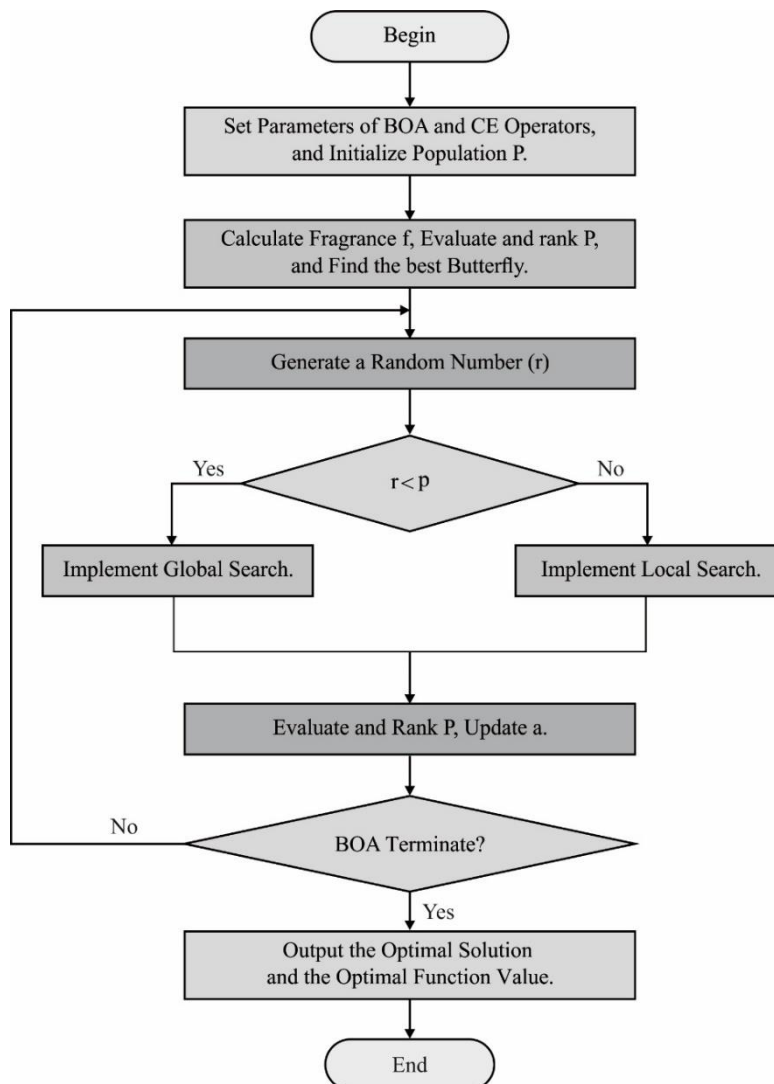 Begin
Set Parameters of BOA and CE Operators,
and Initialize Population P.
Calculate Fragrance f, Evaluate and rank P,
and Find the best Butterfly.
Generate a Random Number (r)
Yes
No
r < p
Implement Global Search.
Implement Local Search.
Evaluate and Rank P, Update a.
No
BOA Terminate?
Yes
Output the Optimal Solution
and the Optimal Function Value.
End